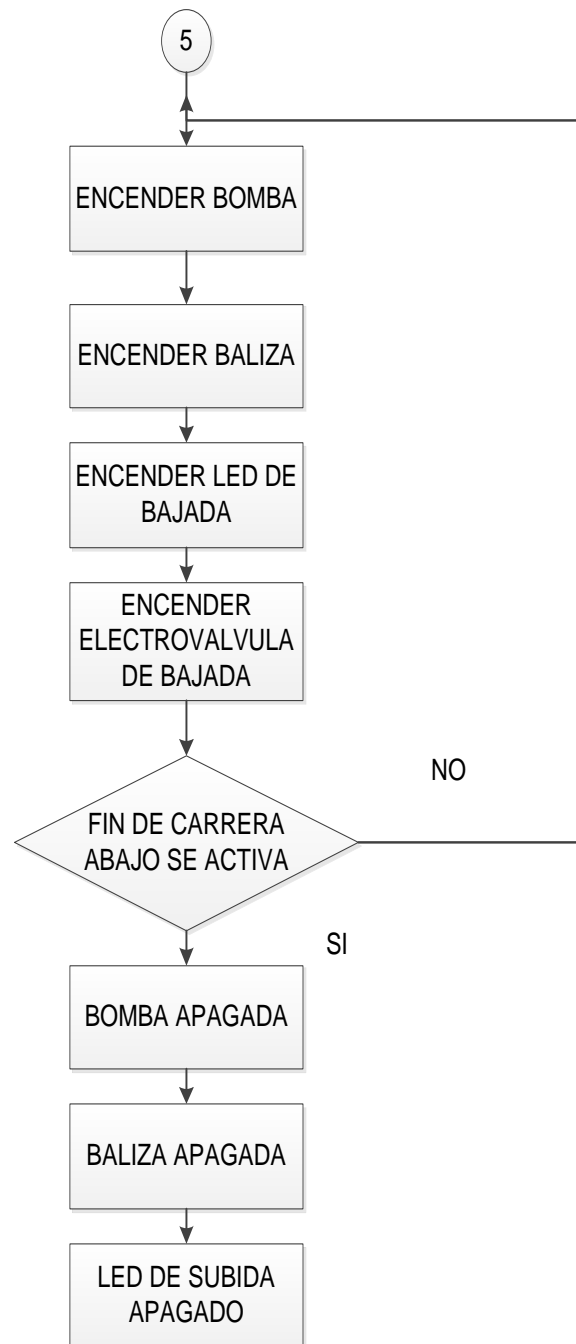 5
ENCENDER BOMBA
ENCENDER BALIZA
ENCENDER LED DE
BAJADA
ENCENDER
ELECTROVALVULA
DE BAJADA
NO
FIN DE CARRERA
ABAJO SE ACTIVA
SI
BOMBA APAGADA
BALIZA APAGADA
LED DE SUBIDA
APAGADO